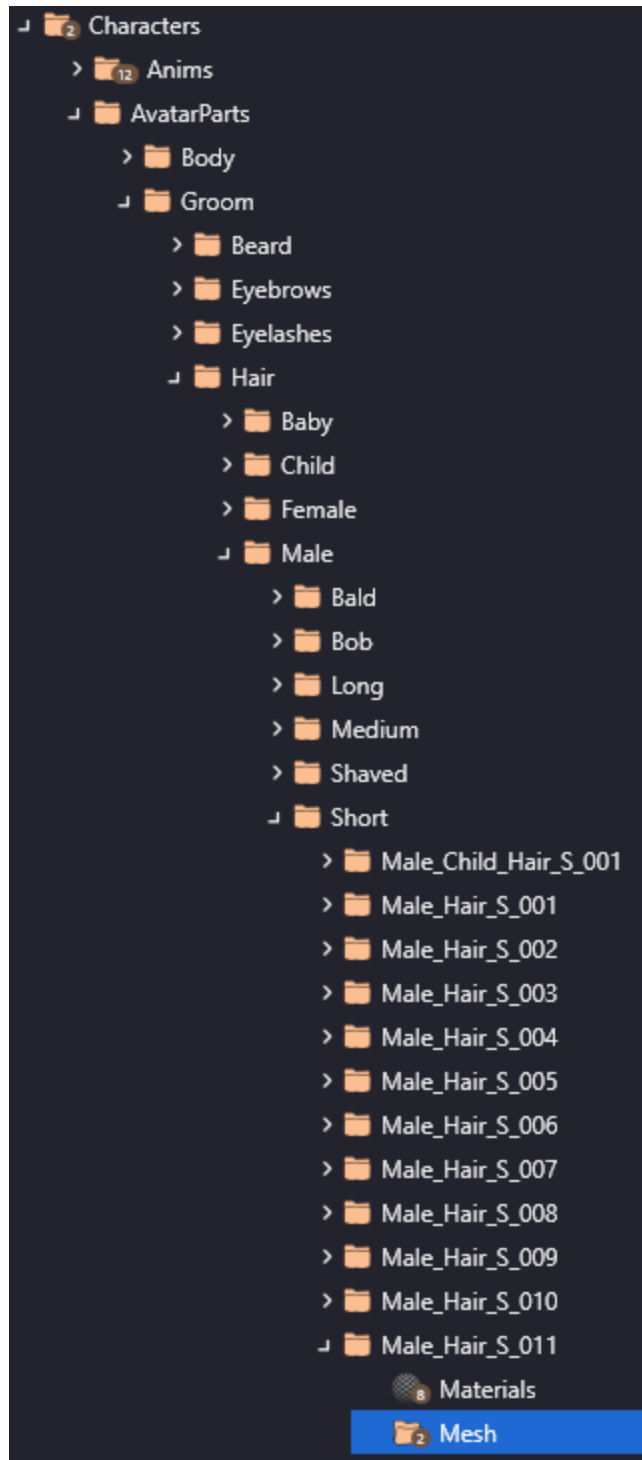 2 Characters
12 Anims
AvatarParts
Body
Groom
Beard
Eyebrows
Eyelashes
Hair
Baby
Child
Female
Male
Bald
Bob
Long
Medium
Shaved
Short
Male_Child_Hair_S_001
Male_Hair_S_001
Male_Hair_S_002
Male_Hair_S_003
Male_Hair_S_004
Male_Hair_S_005
Male_Hair_S_006
Male_Hair_S_007
Male_Hair_S_008
Male_Hair_S_009
Male_Hair_S_010
Male_Hair_S_011
8 Materials
2 Mesh